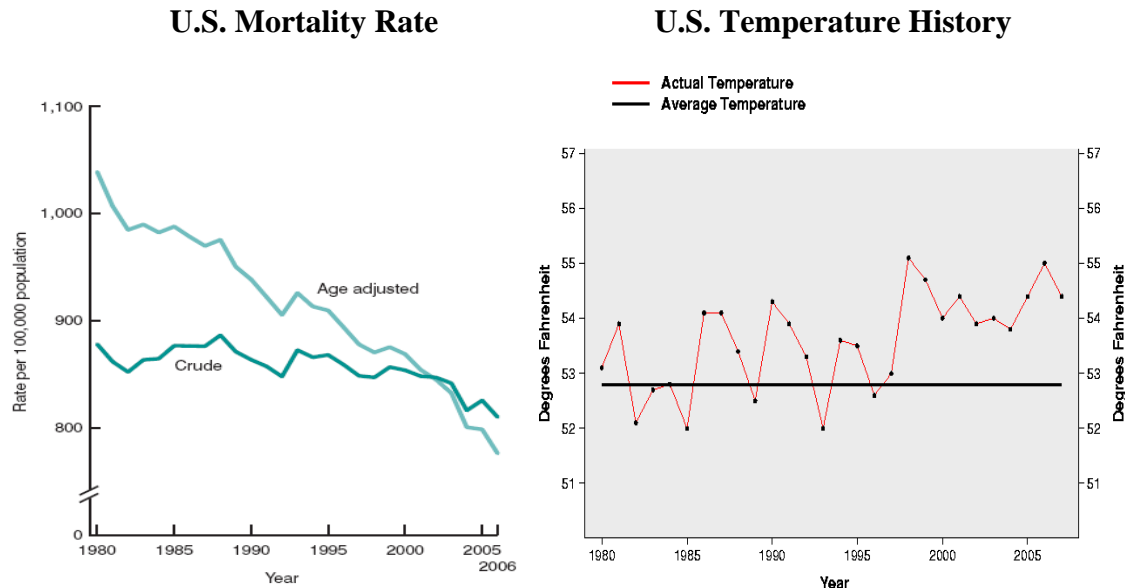 U.S. Mortality Rate
1,100
1,000
900
800
0
Rate per 100,000 population
Age adjusted
Crude
1980
1985
1990
1995
2000
2005
2006
Year
U.S. Temperature History
Actual Temperature
Average Temperature
57
56
55
54
53
52
51
Degrees Fahrenheit
57
56
55
54
53
52
51
Degrees Fahrenheit
1980
1985
1990
1995
2000
2005
Year